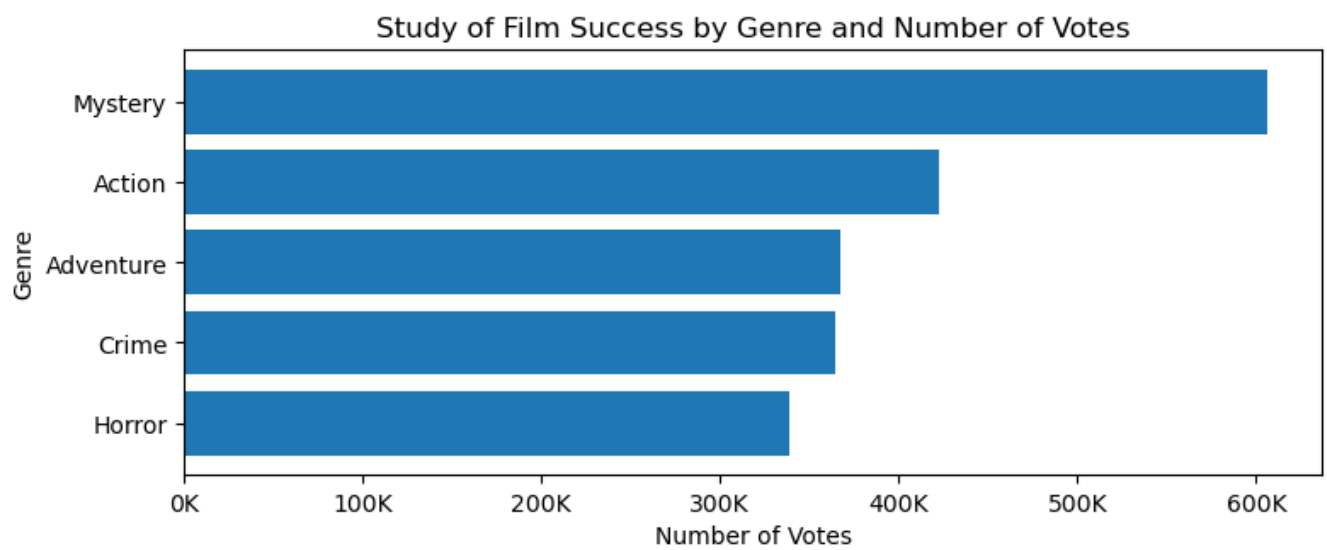 Study of Film Success by Genre and Number of Votes
Genre
Mystery
Action
Adventure
Crime
Horror
0K 100K 200K 300K 400K 500K 600K
Number of Votes